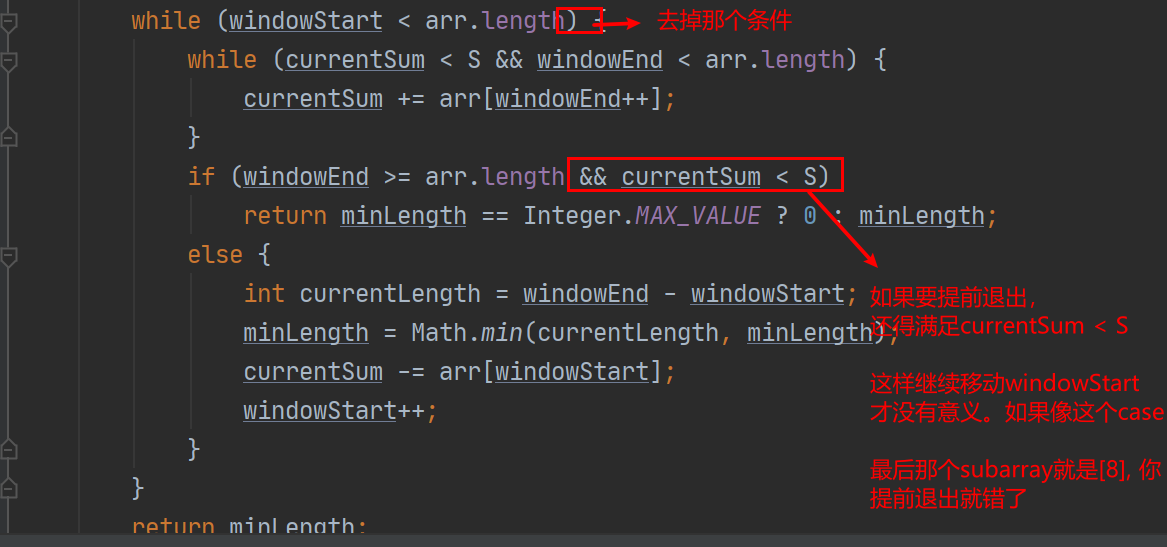 while (windowStart < arr.length) {
去掉那个条件
while (currentSum < S && windowEnd < arr.length) {
currentSum += arr[windowEnd++];
}
if (windowEnd >= arr.length && currentSum < S)
return minLength == Integer.MAX_VALUE ? 0 : minLength;
else {
int currentLength = windowEnd - windowStart;
minLength = Math.min(currentLength, minLength);
currentSum -= arr[windowStart];
windowStart++;
}
}
return minLength;
如果要提前退出，
还得满足currentSum < S
这样继续移动windowStart
才没有意义。如果像这个case
最后那个subarray就是[8], 你
提前退出就错了